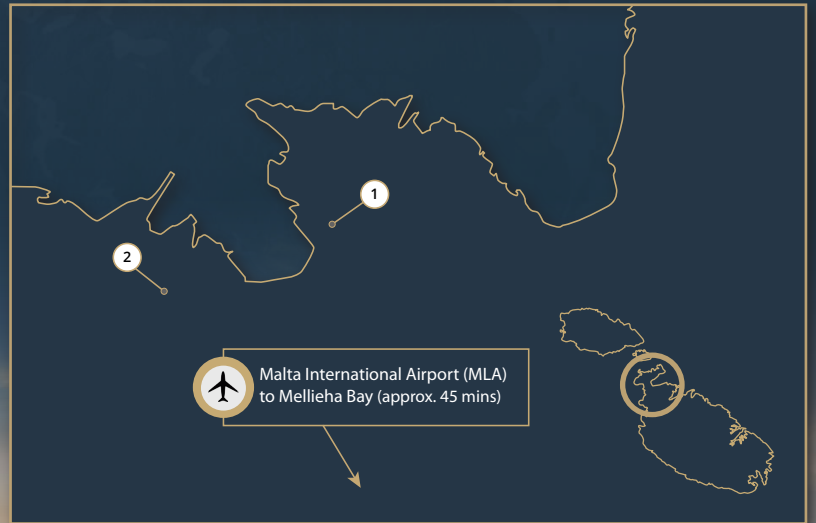 1
2
Malta International Airport (MLA)
to Mellieha Bay (approx. 45 mins)